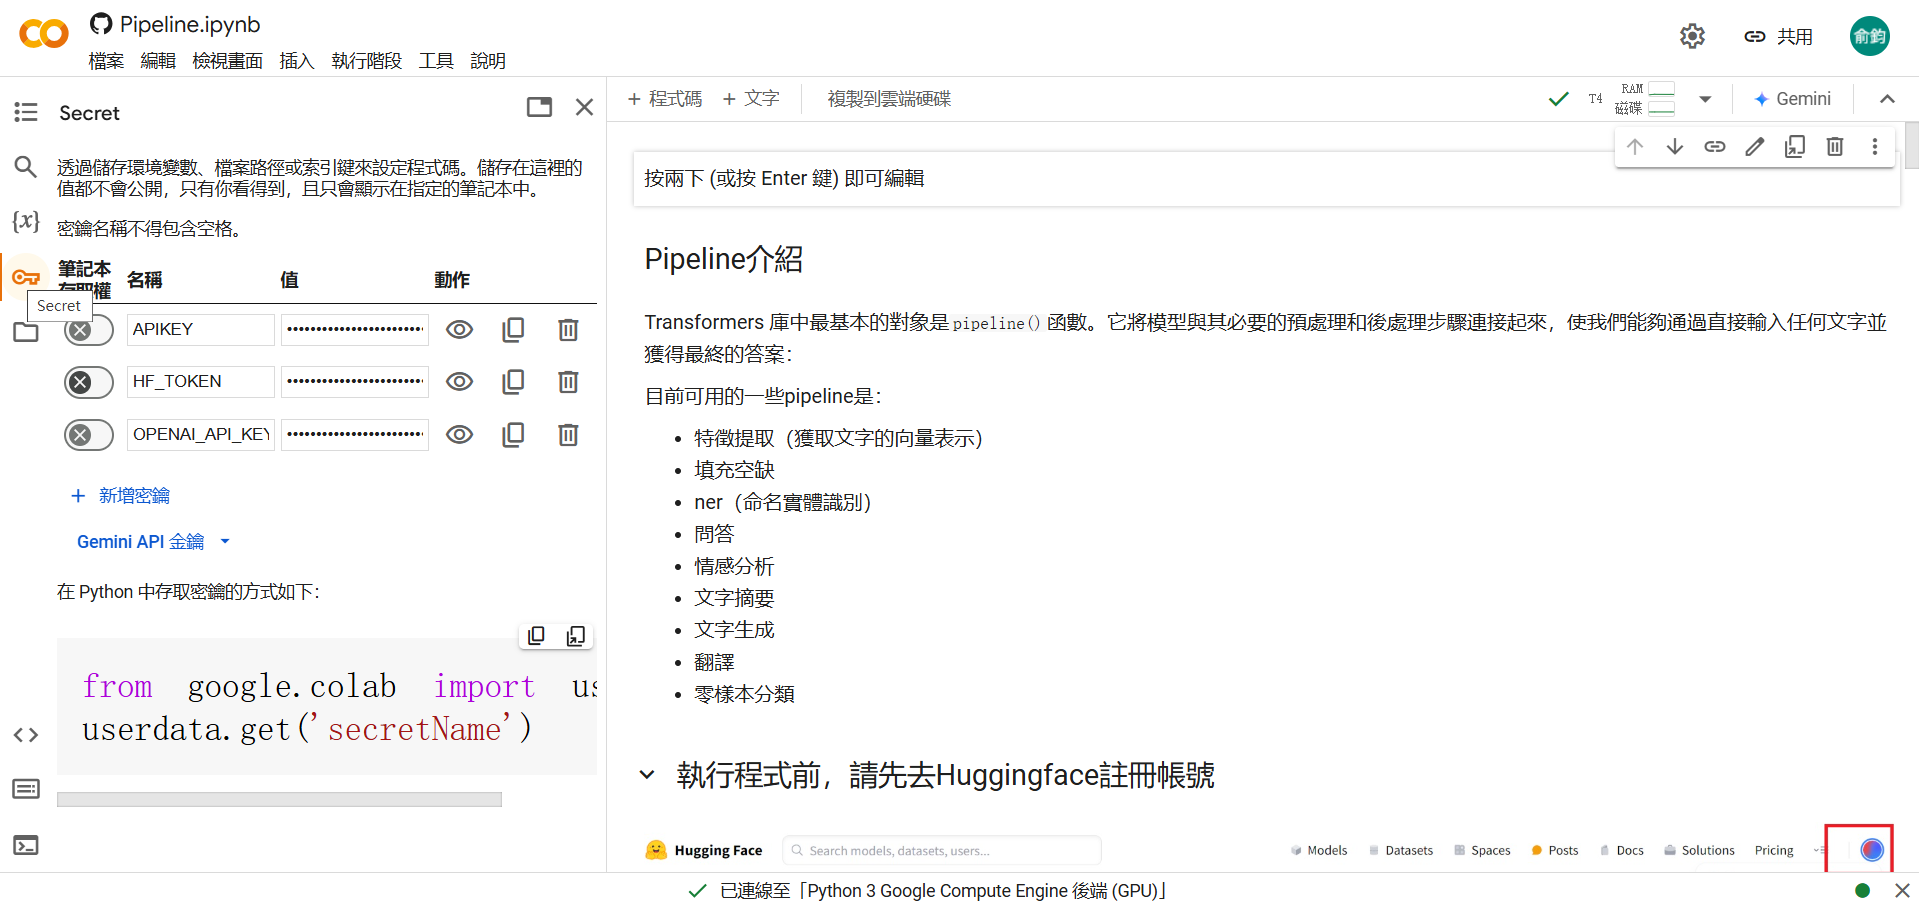 Pipeline.ipynb
檔案 編輯 檢視畫面 插入 執行階段 工具 說明
共用
俞鈞
Secret
透過儲存環境變數、檔案路徑或索引鍵來設定程式碼。儲存在這裡的
值都不會公開，只有你看得到，且只會顯示在指定的筆記本中。
密鑰名稱不得包含空格。
筆記本
存取權 名稱 值 動作
Secret
APIKEY
HF_TOKEN
OPENAI_API_KEY
+ 新增密鑰
Gemini API 金鑰
在 Python 中存取密鑰的方式如下：
from google.colab import us
userdata.get('secretName')
+ 程式碼 + 文字 複製到雲端硬碟
T4
RAM
磁碟
Gemini
按兩下 (或按 Enter 鍵) 即可編輯
Pipeline介紹
Transformers 庫中最基本的對象是 pipeline() 函數。它將模型與其必要的預處理和後處理步驟連接起來，使我們能夠通過直接輸入任何文字並
獲得最終的答案：
目前可用的一些pipeline是：
• 特徵提取（獲取文字的向量表示）
• 填充空缺
• ner（命名實體識別）
• 問答
• 情感分析
• 文字摘要
• 文字生成
• 翻譯
• 零樣本分類
執行程式前，請先去Huggingface註冊帳號
Hugging Face Search models, datasets, users... Models Datasets Spaces Posts Docs Solutions Pricing
已連線至「Python 3 Google Compute Engine 後端 (GPU)」